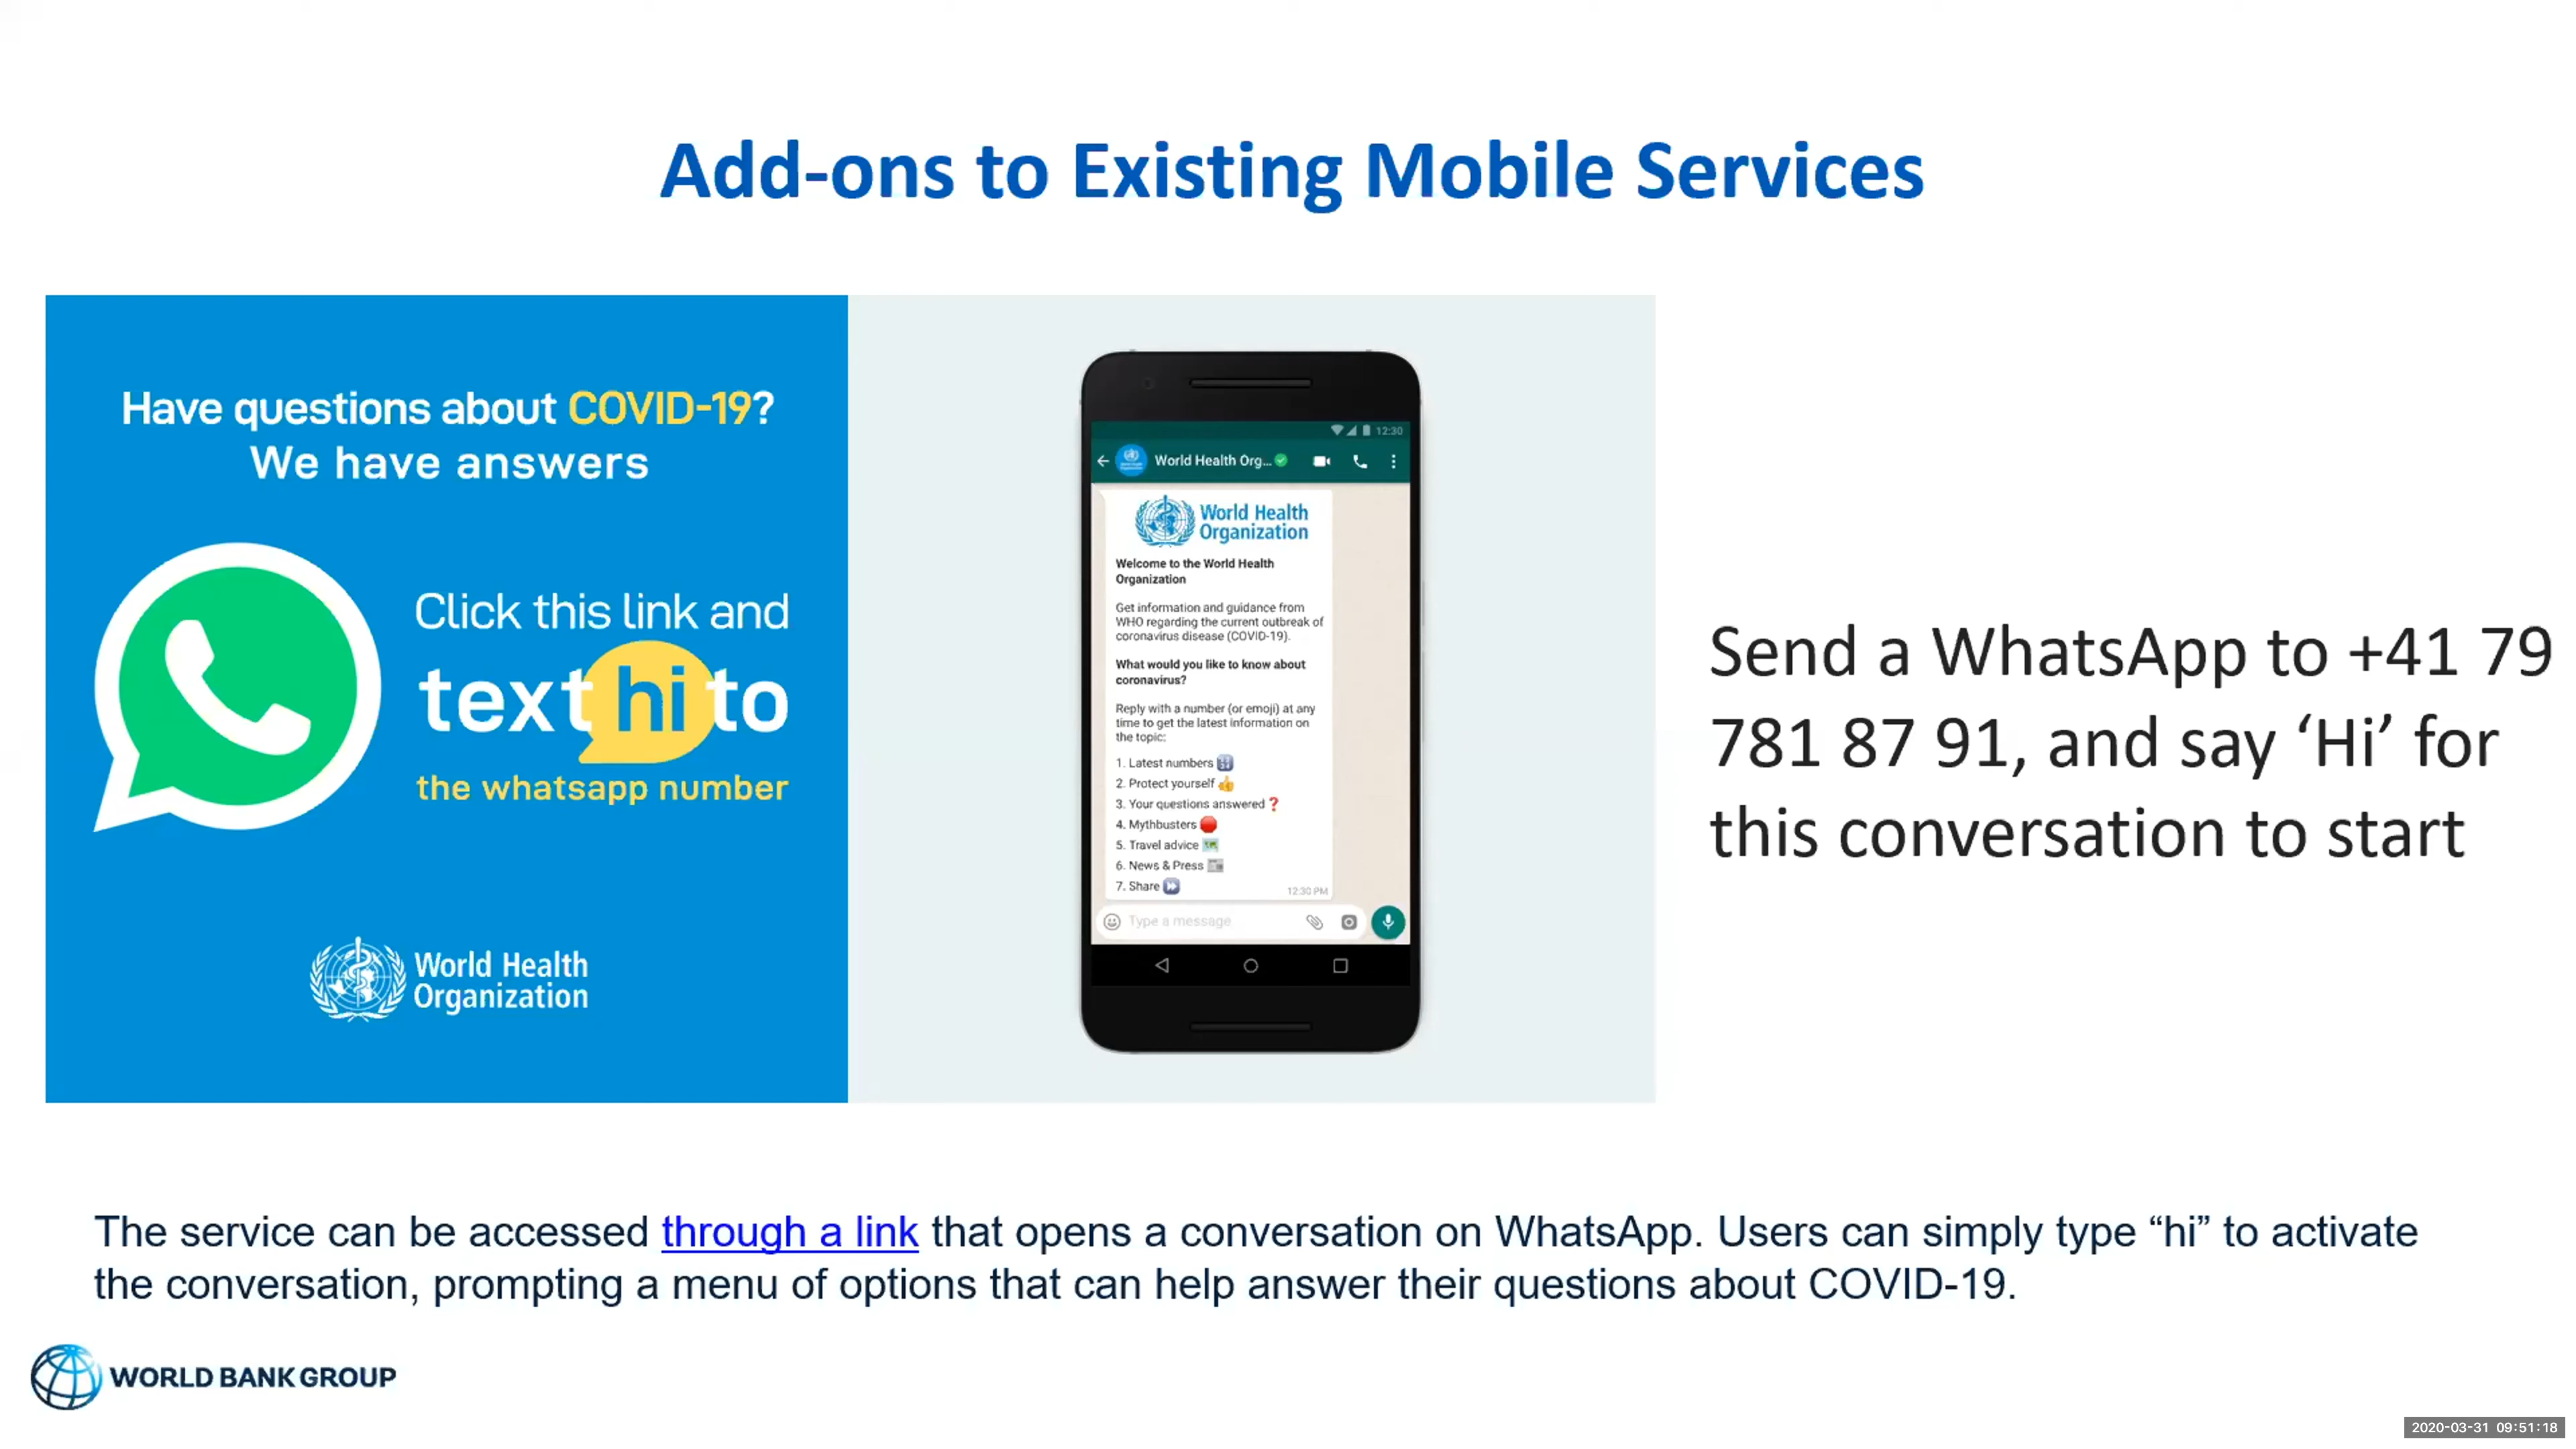 Add-ons to Existing Mobile Services
Have questions about COVID-19?
We have answers
Click this link and
text hi to
the whatsapp number
World Health
Organization
12:30
World Health Org...
World Health
Organization
Welcome to the World Health
Organization
Get information and guidance from
WHO regarding the current outbreak of
coronavirus disease (COVID-19).
What would you like to know about
coronavirus?
Reply with a number (or emoji) at any
time to get the latest information on
the topic:
1. Latest numbers
2. Protect yourself
3. Your questions answered ❓
4. Mythbusters
5. Travel advice
6. News & Press
7. Share
12:30 PM
Type a message
Send a WhatsApp to +41 79
781 87 91, and say ‘Hi’ for
this conversation to start
The service can be accessed through a link that opens a conversation on WhatsApp. Users can simply type “hi” to activate
the conversation, prompting a menu of options that can help answer their questions about COVID-19.
WORLD BANK GROUP
2020-03-31 09:51:18